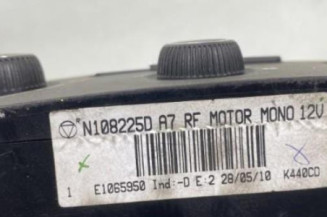 N108225D A7 RF MOTOR MONO 12V
1 E1065950 Ind:-D E:2 28/05/10 K440CD